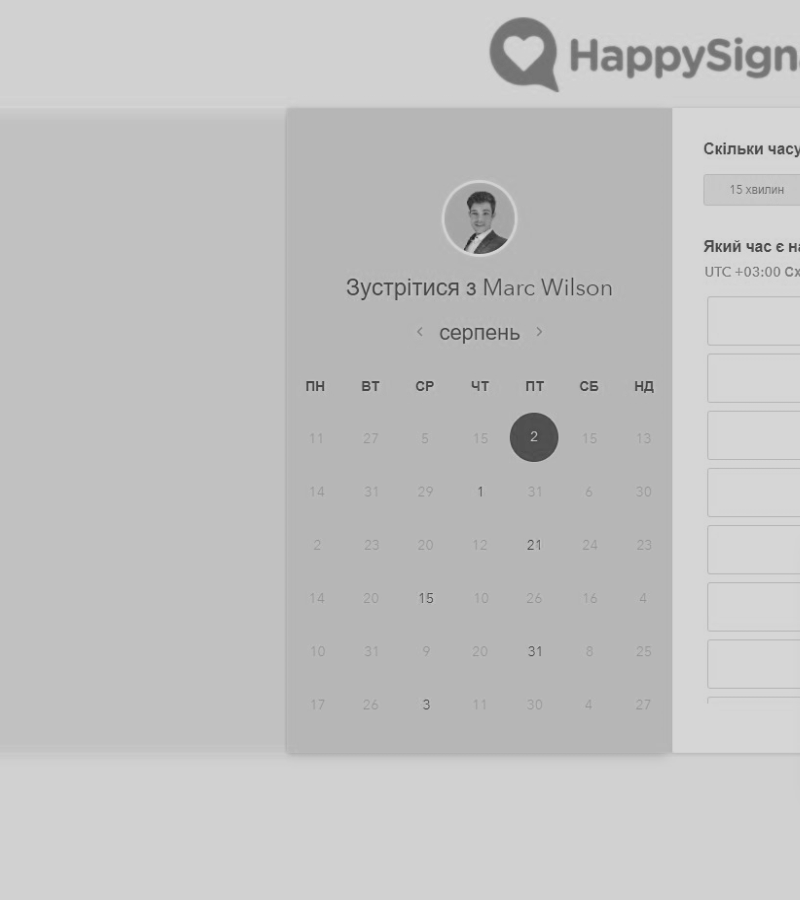 HappySign
Скільки часу
15 хвилин
Який час є
UTC +03:00
Зустрітися з Marc Wilson
‹ серпень ›
ПН ВТ СР ЧТ ПТ СБ НД
11 27 5 15 2 15 13
14 31 29 1 31 6 30
2 23 20 12 21 24 23
14 20 15 10 26 16 4
10 31 9 20 31 8 25
17 26 3 11 30 4 27